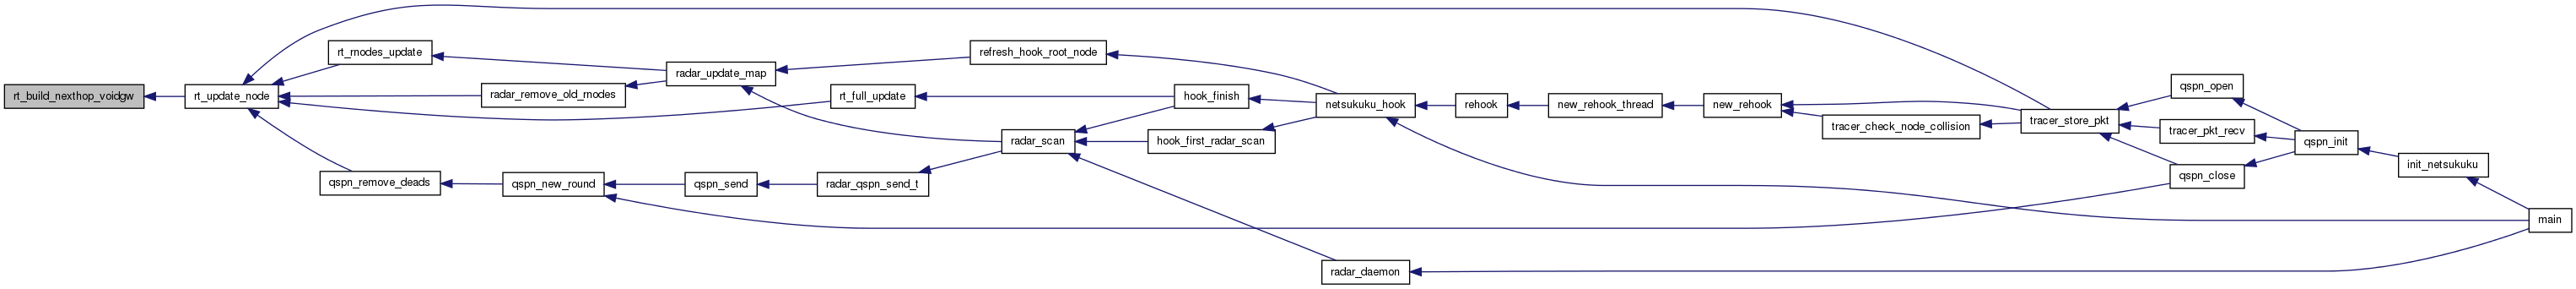 rt_build_nexthop_voidgw
rt_update_node
rt_rnodes_update
radar_remove_old_rnodes
qspn_remove_deads
radar_update_map
rt_full_update
qspn_new_round
qspn_send
radar_qspn_send_t
refresh_hook_root_node
radar_scan
hook_finish
hook_first_radar_scan
netsukuku_hook
radar_daemon
rehook
new_rehook_thread
new_rehook
tracer_check_node_collision
tracer_store_pkt
qspn_open
tracer_pkt_recv
qspn_close
qspn_init
init_netsukuku
main